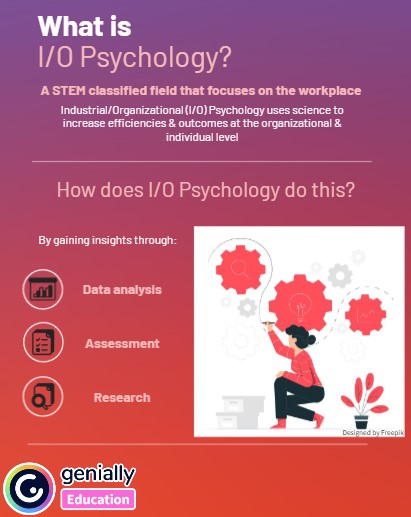 What is
I/O Psychology?
A STEM classified field that focuses on the workplace
Industrial/Organizational (I/O) Psychology uses science to
increase efficiencies & outcomes at the organizational &
individual level
How does I/O Psychology do this?
By gaining insights through:
Data analysis
Assessment
Research
Designed by Freepik
genially
Education